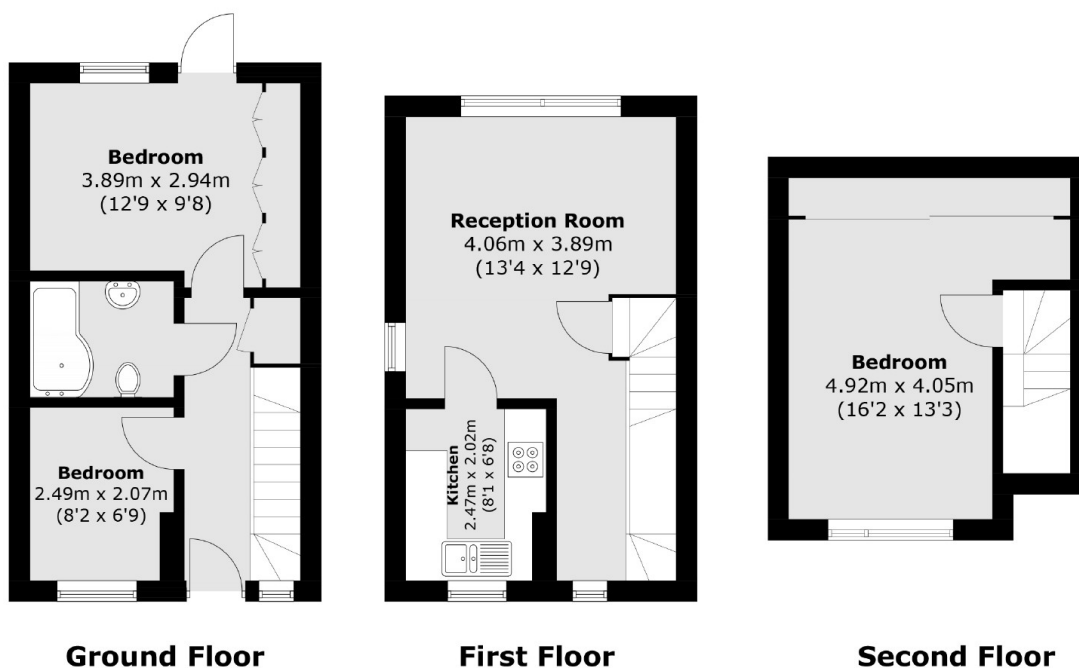 Bedroom
3.89m x 2.94m
(12'9 x 9'8)
Bedroom
2.49m x 2.07m
(8'2 x 6'9)
Ground Floor
Reception Room
4.06m x 3.89m
(13'4 x 12'9)
Kitchen
2.47m x 2.02m
(8'1 x 6'8)
First Floor
Bedroom
4.92m x 4.05m
(16'2 x 13'3)
Second Floor